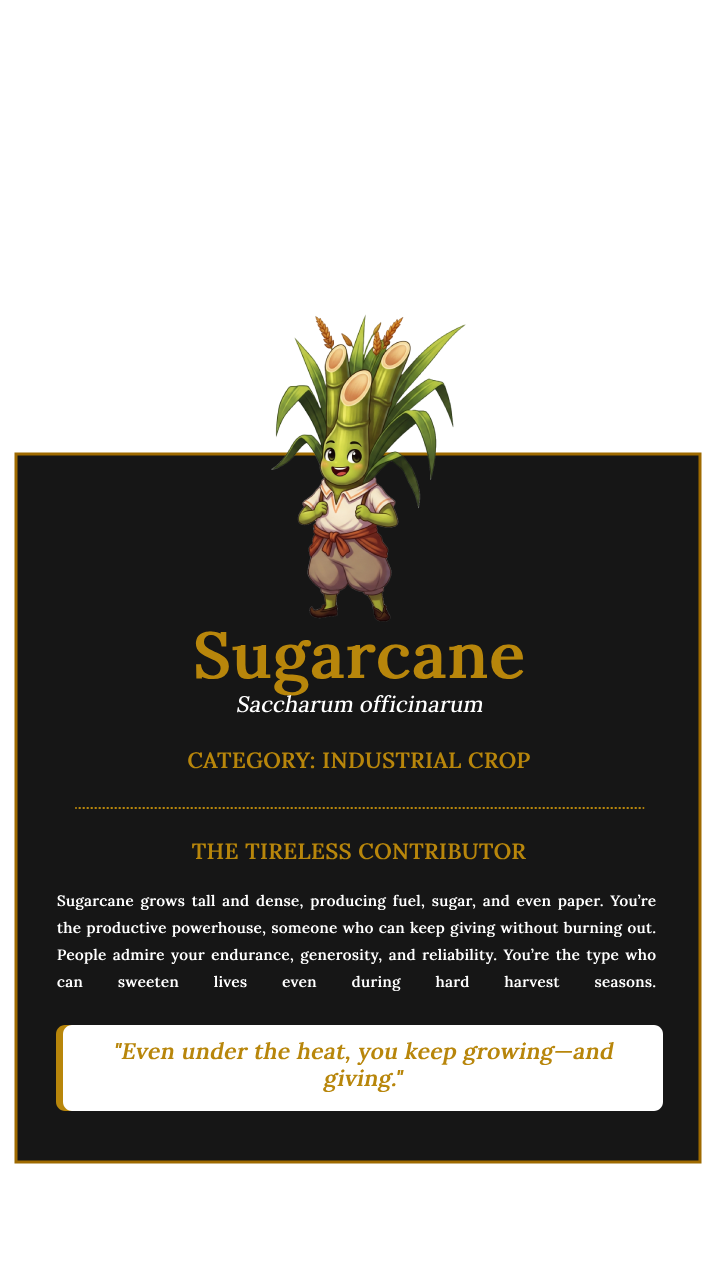 Sugarcane
Saccharum officinarum
CATEGORY: INDUSTRIAL CROP
THE TIRELESS CONTRIBUTOR
Sugarcane grows tall and dense, producing fuel, sugar, and even paper. You’re
the productive powerhouse, someone who can keep giving without burning out.
People admire your endurance, generosity, and reliability. You’re the type who
can sweeten lives even during hard harvest seasons.
"Even under the heat, you keep growing—and
giving."